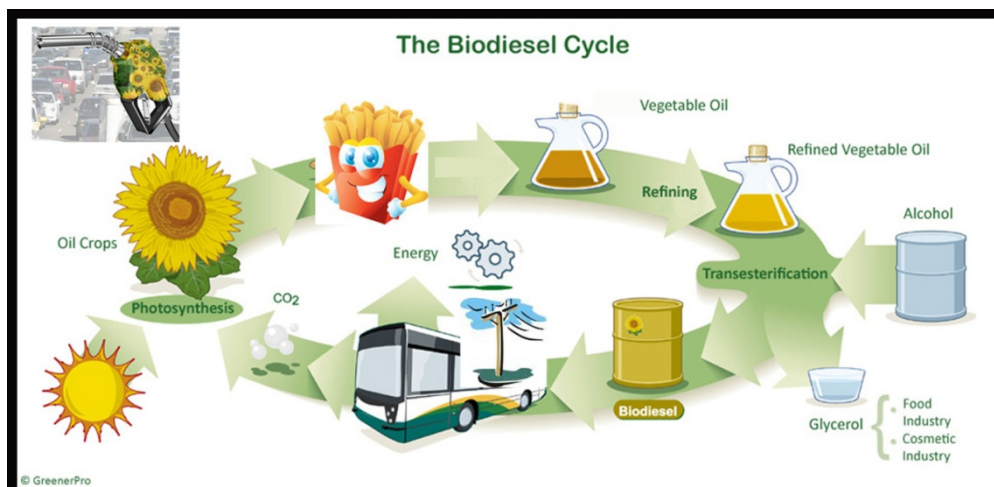 The Biodiesel Cycle
Vegetable Oil
Refined Vegetable Oil
Refining
Alcohol
Oil Crops
Energy
Transesterification
Photosynthesis
CO2
Biodiesel
Glycerol
Food
Industry
Cosmetic
Industry
© GreenerPro